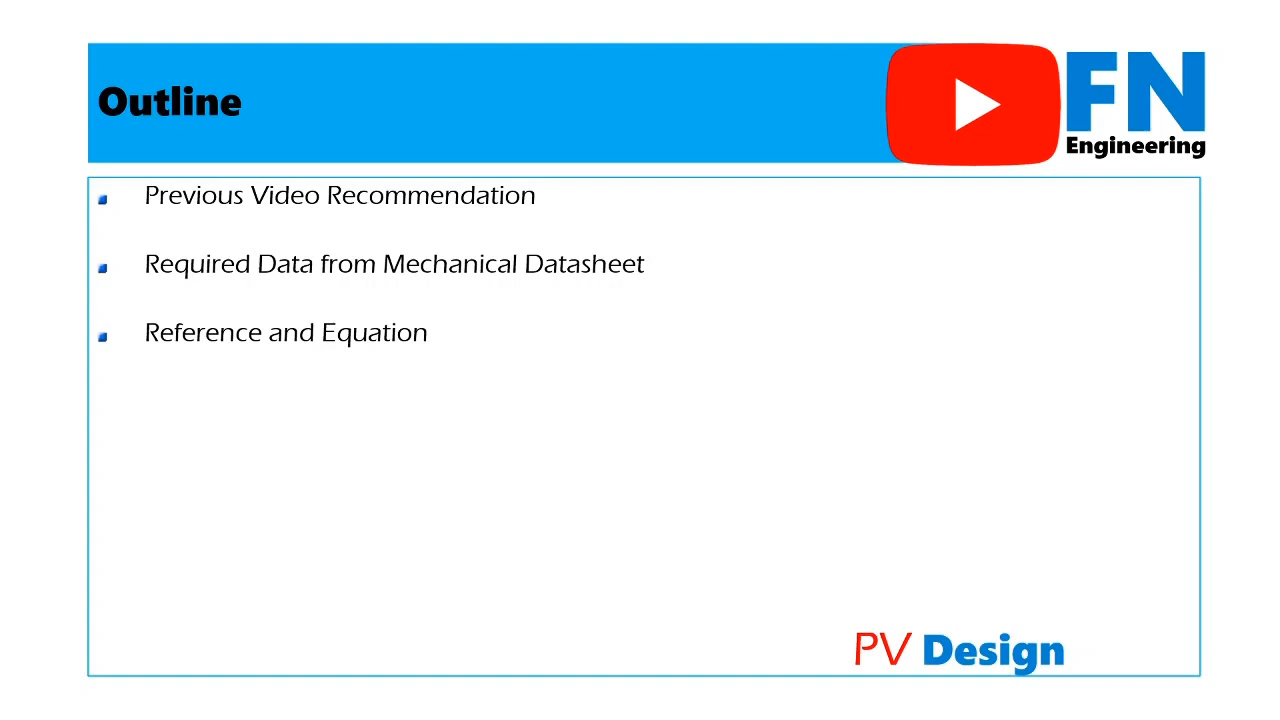 Outline
FN
Engineering
Previous Video Recommendation
Required Data from Mechanical Datasheet
Reference and Equation
PV Design